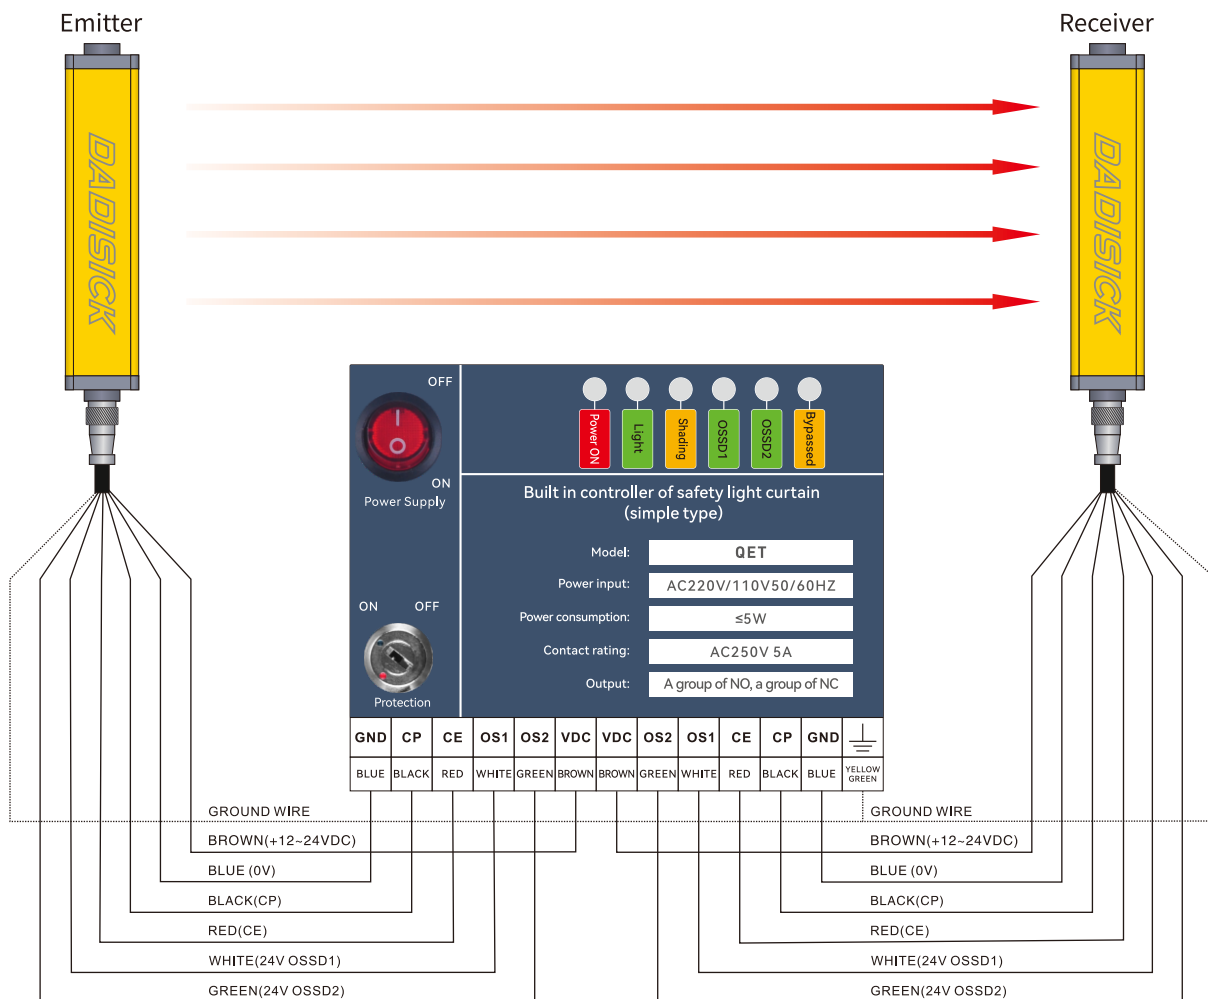 Emitter
Receiver
DADISICK
DADISICK
OFF
ON
Power Supply
ON OFF
Protection
Power ON
Light
Shading
OSSD1
OSSD2
Bypassed
Built in controller of safety light curtain
(simple type)
Model: QET
Power input: AC220V/110V50/60HZ
Power consumption: ≤5W
Contact rating: AC250V 5A
Output: A group of NO, a group of NC
GND CP CE OS1 OS2 VDC VDC OS2 OS1 CE CP GND
BLUE BLACK RED WHITE GREEN BROWN BROWN GREEN WHITE RED BLACK BLUE YELLOW
GREEN
GROUND WIRE
BROWN(+12~24VDC)
BLUE (0V)
BLACK(CP)
RED(CE)
WHITE(24V OSSD1)
GREEN(24V OSSD2)
GROUND WIRE
BROWN(+12~24VDC)
BLUE (0V)
BLACK(CP)
RED(CE)
WHITE(24V OSSD1)
GREEN(24V OSSD2)